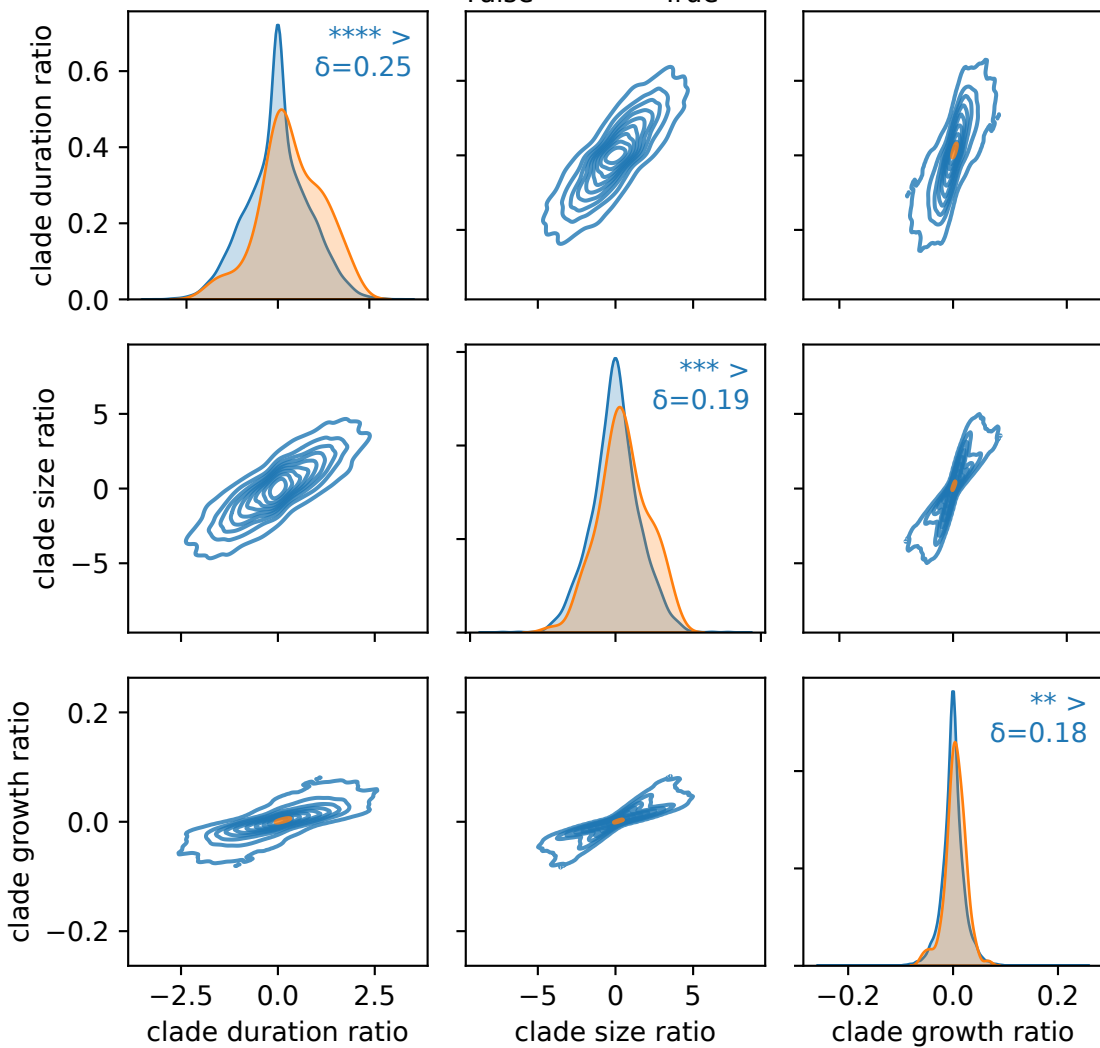 clade duration ratio
0.6
0.4
0.2
0.0
**** >
δ=0.25
clade size ratio
5
0
−5
*** >
δ=0.19
clade growth ratio
0.2
0.0
−0.2
** >
δ=0.18
−2.5 0.0 2.5
−5 0 5
−0.2 0.0 0.2
clade duration ratio
clade size ratio
clade growth ratio